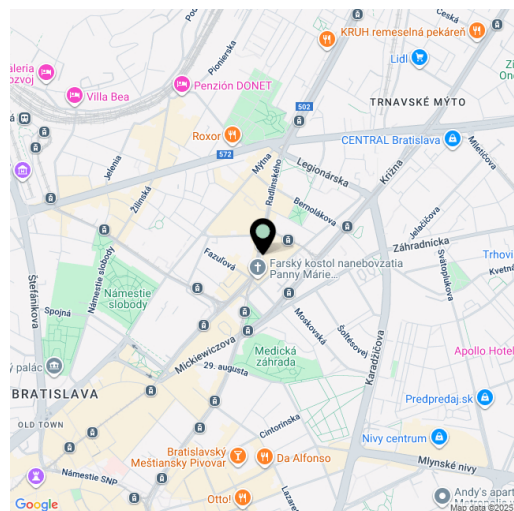 Česká
KRUH remeselná pekáreň
Pionierska
Lidl
aleria
ozvoj
Penzión DONET
Villa Bea
502
TRNAVSKÉ MÝTO
Roxor
CENTRAL Bratislava
Miletičova
572
Mýtna
Legionárska
Krížna
Jelenia
Radlinského
Žilinská
Bernolákova
Jelačičova
Záhradnícka
Svätoplukova
Trhovi
Kvetná
Fazuľová
Farský kostol nanebovzatia
Panny Márie...
Námestie slobody
Štefánikova
Námestie
slobody
Spojná
Moskovská
Šoltésovej
Mickiewiczova
Karadžičova
Medická
záhrada
Apollo Hotel
ý palác
29. augusta
BRATISLAVA
Predpredaj.sk
OLD TOWN
Cintorínska
Nivy centrum
Bratislavský
Meštiansky Pivovar
Da Alfonso
Mlynské nivy
Námestie SNP
Otto!
Lazare
Andy's apart
Google
Map data ©2025